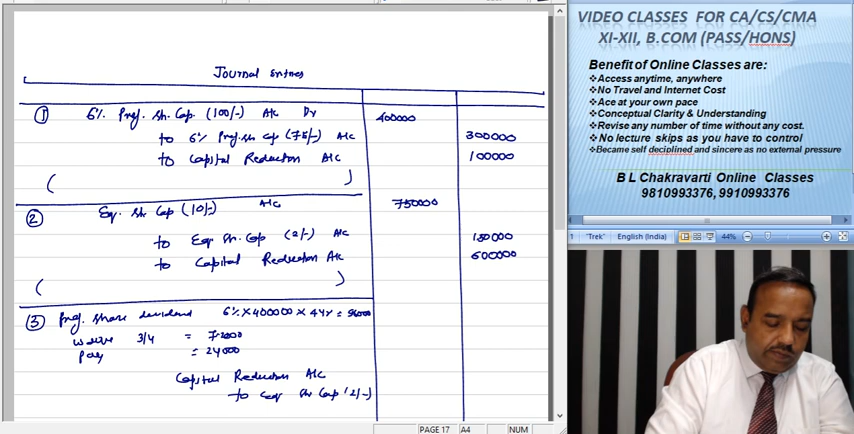 Journal Entries
① 6% Pref. Sh. Cap. (100/-) A/c Dr 400000
to 6% Pref. sh cap (75/-) A/c 300000
to Capital Reduction A/c 100000
( )
② Eq. Sh Cap (10/-) A/c 750000
to Eqr Sh. Cap (2/-) A/c 150000
to Capital Reduction A/c 600000
( )
③ Pref. Share dividend 6% X 400000 X 4Yr = 96000
Waive 3/4 = 72000
Pay = 24000
Capital Reduction A/c
to Eqr Sh Cap (2/-)
PAGE 17 A4 NUM
VIDEO CLASSES FOR CA/CS/CMA
XI-XII, B.COM (PASS/HONS)
Benefit of Online Classes are:
❖Access anytime, anywhere
❖No Travel and Internet Cost
❖Ace at your own pace
❖Conceptual Clarity & Understanding
❖Revise any number of time without any cost.
❖No lecture skips as you have to control
❖Became self deciplined and sincere as no external pressure
B L Chakravarti Online Classes
9810993376, 9910993376
1 "Trek" English (India) 44%